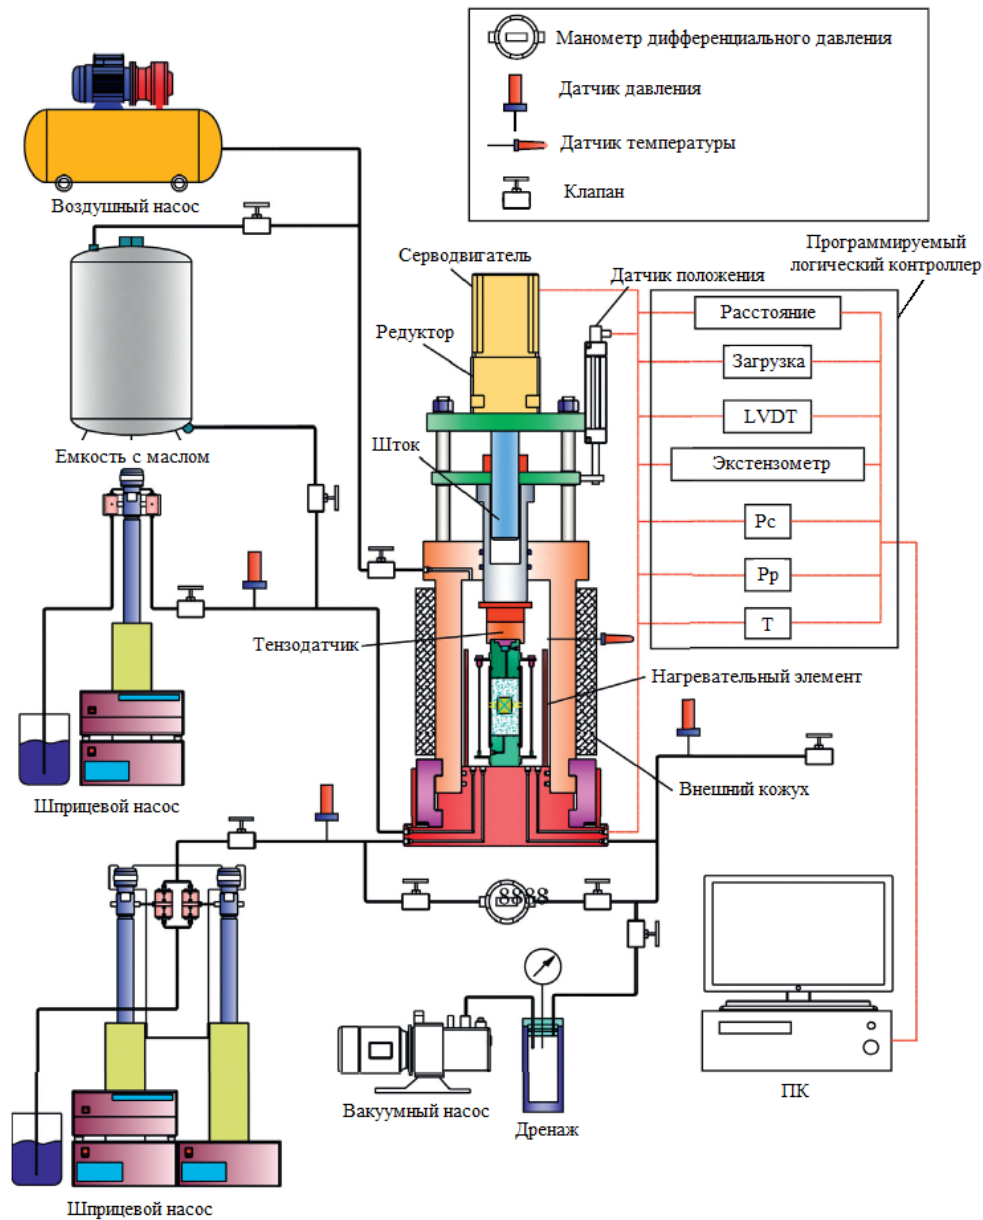 Манометр дифференциального давления
Датчик давления
Датчик температуры
Клапан
Воздушный насос
Программируемый
логический контроллер
Серводвигатель
Датчик положения
Редуктор
Расстояние
Загрузка
LVDT
Экстензометр
Pc
Pp
T
Шток
Емкость с маслом
Тензодатчик
Нагревательный элемент
Внешний кожух
Шприцевой насос
8888
Вакуумный насос
Дренаж
ПК
Шприцевой насос